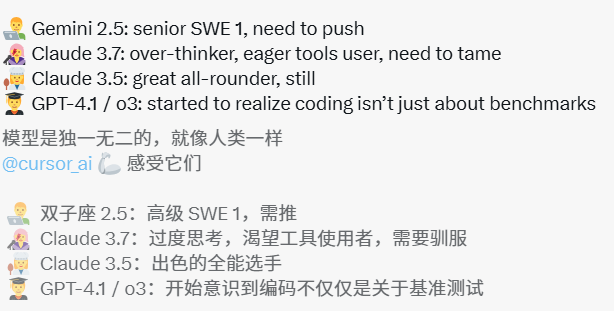 👨‍💻 Gemini 2.5: senior SWE 1, need to push
👩‍🎤 Claude 3.7: over-thinker, eager tools user, need to tame
👨‍🍳 Claude 3.5: great all-rounder, still
👨‍🎓 GPT-4.1 / o3: started to realize coding isn’t just about benchmarks
模型是独一无二的，就像人类一样
@cursor_ai 🦾 感受它们
👨‍💻 双子座 2.5：高级 SWE 1，需推
👩‍🎤 Claude 3.7：过度思考，渴望工具使用者，需要驯服
👨‍🍳 Claude 3.5：出色的全能选手
👨‍🎓 GPT-4.1 / o3：开始意识到编码不仅仅是关于基准测试